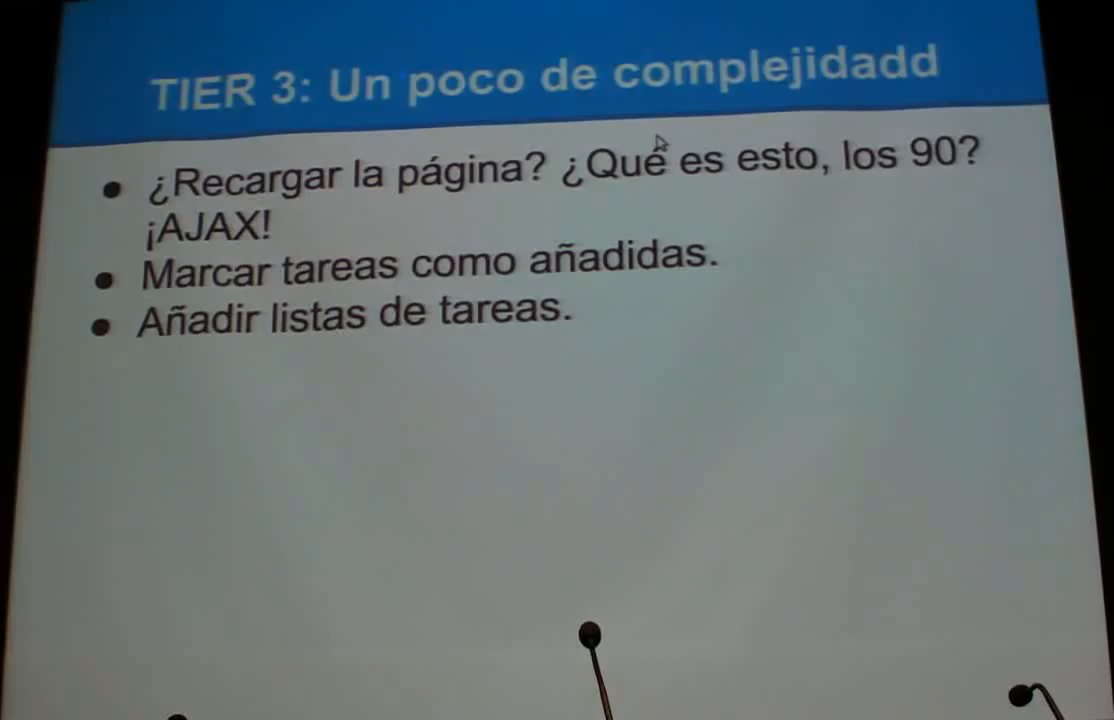 TIER 3: Un poco de complejidadd
● ¿Recargar la página? ¿Qué es esto, los 90?
¡AJAX!
● Marcar tareas como añadidas.
● Añadir listas de tareas.